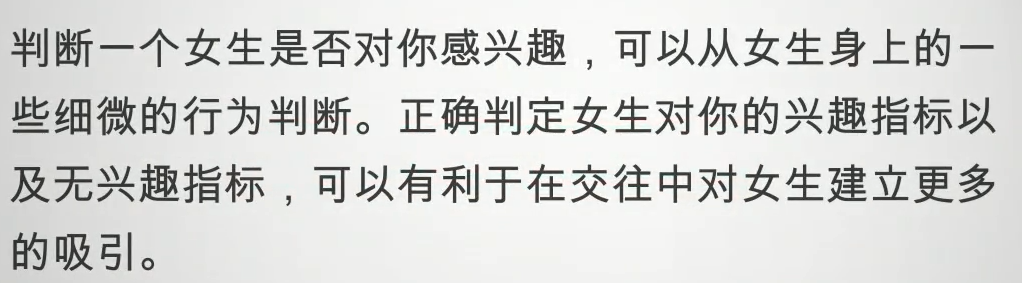 判断一个女生是否对你感兴趣，可以从女生身上的一
些细微的行为判断。正确判定女生对你的兴趣指标以
及无兴趣指标，可以有利于在交往中对女生建立更多
的吸引。